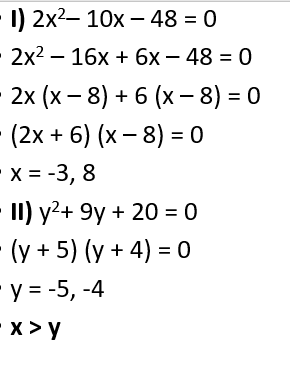 I) 2x²– 10x – 48 = 0
2x² – 16x + 6x – 48 = 0
2x (x – 8) + 6 (x – 8) = 0
(2x + 6) (x – 8) = 0
x = -3, 8
II) y²+ 9y + 20 = 0
(y + 5) (y + 4) = 0
y = -5, -4
x > y